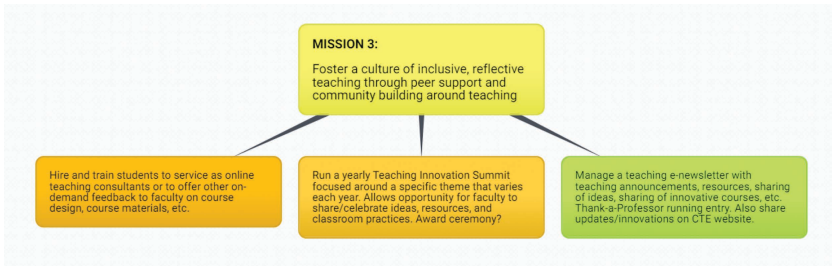 MISSION 3:
Foster a culture of inclusive, reflective
teaching through peer support and
community building around teaching
Hire and train students to service as online
teaching consultants or to offer other on-
demand feedback to faculty on course
design, course materials, etc.
Run a yearly Teaching Innovation Summit
focused around a specific theme that varies
each year. Allows opportunity for faculty to
share/celebrate ideas, resources, and
classroom practices. Award ceremony?
Manage a teaching e-newsletter with
teaching announcements, resources, sharing
of ideas, sharing of innovative courses, etc.
Thank-a-Professor running entry. Also share
updates/innovations on CTE website.